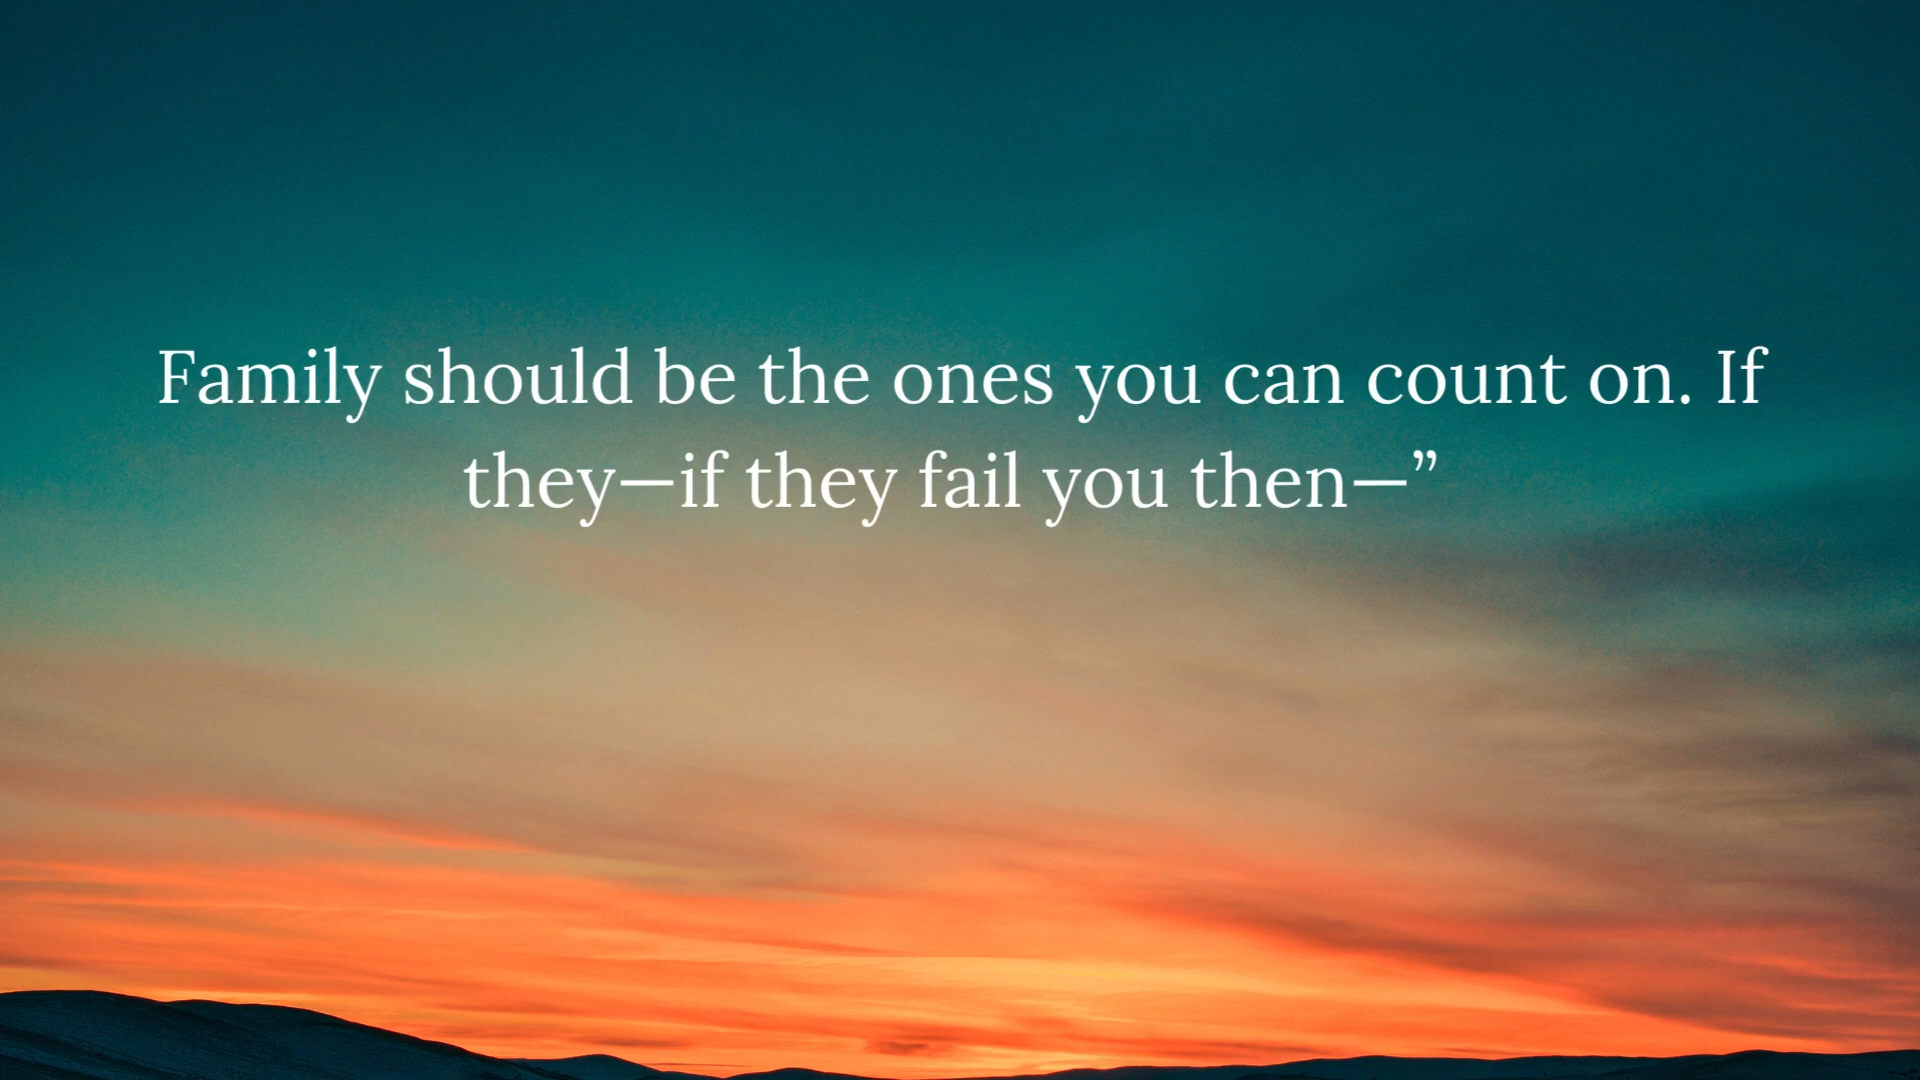 Family should be the ones you can count on. If
they—if they fail you then—”